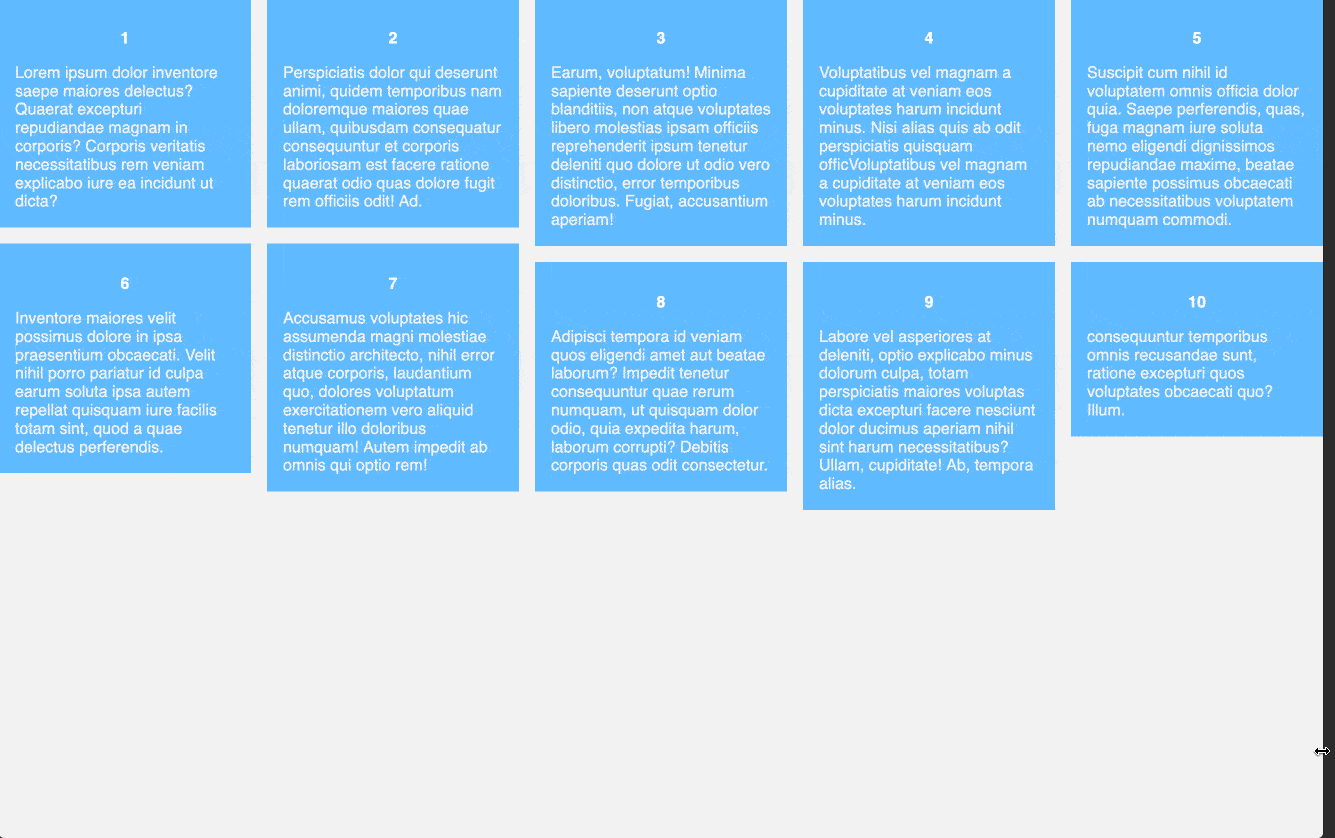 1
Lorem ipsum dolor inventore
saepe maiores delectus?
Quaerat excepturi
repudiandae magnam in
corporis? Corporis veritatis
necessitatibus rem veniam
explicabo iure ea incidunt ut
dicta?
2
Perspiciatis dolor qui deserunt
animi, quidem temporibus nam
doloremque maiores quae
ullam, quibusdam consequatur
consequuntur et corporis
laboriosam est facere ratione
quaerat odio quas dolore fugit
rem officiis odit! Ad.
3
Earum, voluptatum! Minima
sapiente deserunt optio
blanditiis, non atque voluptates
libero molestias ipsam officiis
reprehenderit ipsum tenetur
deleniti quo dolore ut odio vero
distinctio, error temporibus
doloribus. Fugiat, accusantium
aperiam!
4
Voluptatibus vel magnam a
cupiditate at veniam eos
voluptates harum incidunt
minus. Nisi alias quis ab odit
perspiciatis quisquam
officVoluptatibus vel magnam
a cupiditate at veniam eos
voluptates harum incidunt
minus.
5
Suscipit cum nihil id
voluptatem omnis officia dolor
quia. Saepe perferendis, quas,
fuga magnam iure soluta
nemo eligendi dignissimos
repudiandae maxime, beatae
sapiente possimus obcaecati
ab necessitatibus voluptatem
numquam commodi.
6
Inventore maiores velit
possimus dolore in ipsa
praesentium obcaecati. Velit
nihil porro pariatur id culpa
earum soluta ipsa autem
repellat quisquam iure facilis
totam sint, quod a quae
delectus perferendis.
7
Accusamus voluptates hic
assumenda magni molestiae
distinctio architecto, nihil error
atque corporis, laudantium
quo, dolores voluptatum
exercitationem vero aliquid
tenetur illo doloribus
numquam! Autem impedit ab
omnis qui optio rem!
8
Adipisci tempora id veniam
quos eligendi amet aut beatae
laborum? Impedit tenetur
consequuntur quae rerum
numquam, ut quisquam dolor
odio, quia expedita harum,
laborum corrupti? Debitis
corporis quas odit consectetur.
9
Labore vel asperiores at
deleniti, optio explicabo minus
dolorum culpa, totam
perspiciatis maiores voluptas
dicta excepturi facere nesciunt
dolor ducimus aperiam nihil
sint harum necessitatibus?
Ullam, cupiditate! Ab, tempora
alias.
10
consequuntur temporibus
omnis recusandae sunt,
ratione excepturi quos
voluptates obcaecati quo?
Illum.